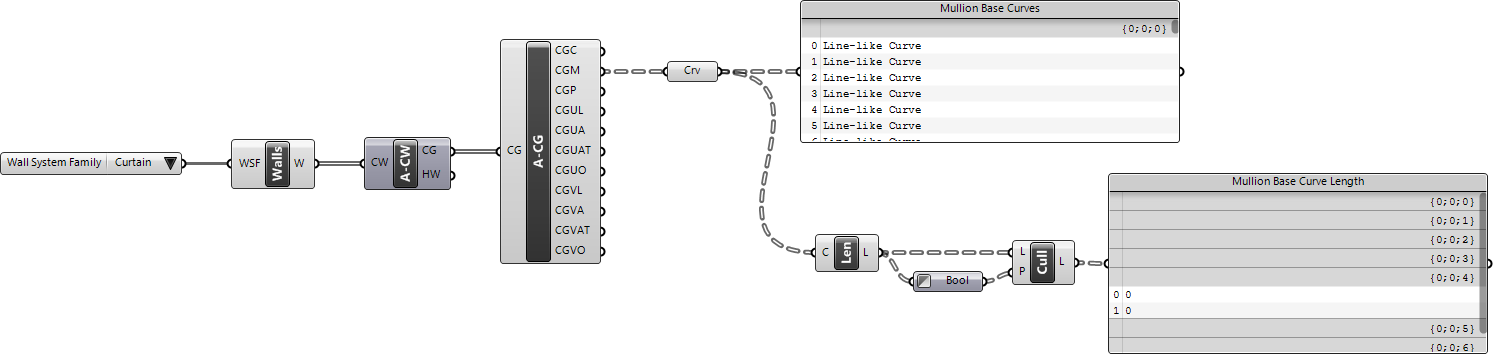 Mullion Base Curves
{0;0;0}
0 Line-like Curve
1 Line-like Curve
2 Line-like Curve
3 Line-like Curve
4 Line-like Curve
5 Line-like Curve
Wall System Family Curtain
WSF Walls W
CW A-CW CG
HW
CG A-CG
CGC
CGM
CGP
CGUL
CGUA
CGUAT
CGUO
CGVL
CGVA
CGVAT
CGVO
Crv
C Len L
Bool
L
P
Cull L
Mullion Base Curve Length
{0;0;0}
{0;0;1}
{0;0;2}
{0;0;3}
{0;0;4}
0 0
1 0
{0;0;5}
{0;0;6}